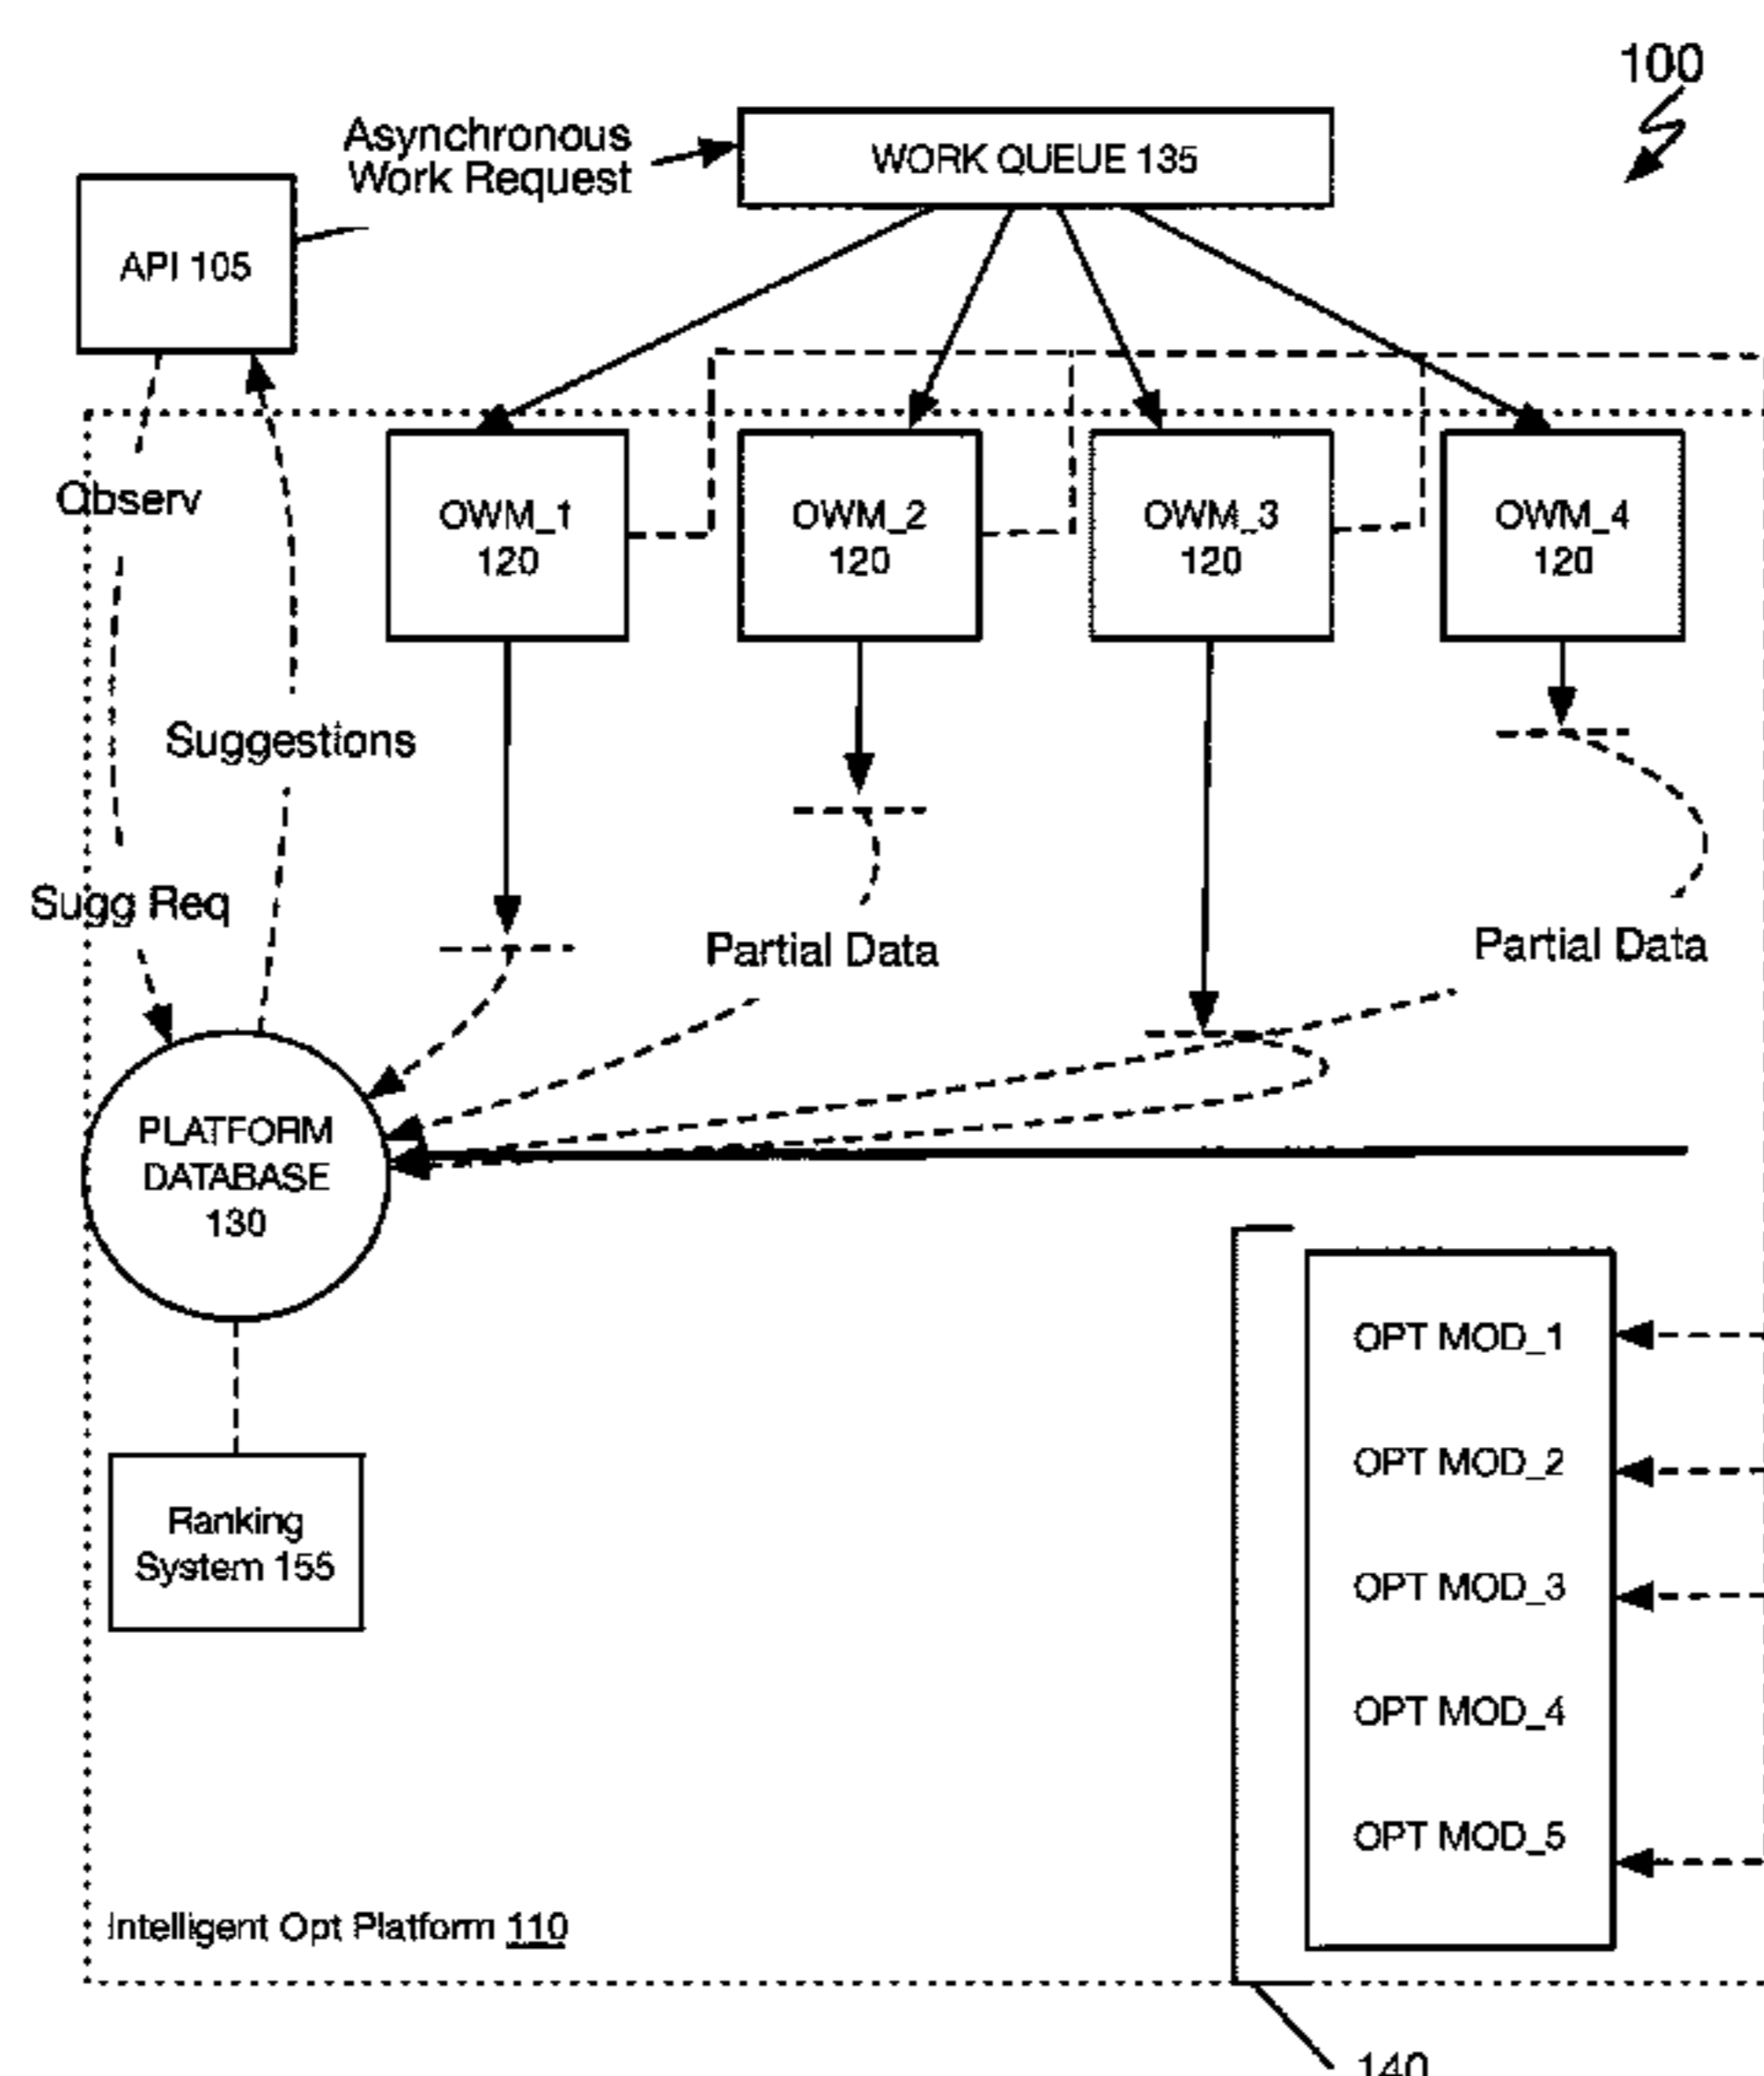 100
Asynchronous
Work Request
WORK QUEUE 135
API 105
Observ
OWM_1
120
OWM_2
120
OWM_3
120
OWM_4
120
Suggestions
Sugg Req
Partial Data
Partial Data
PLATFORM
DATABASE
130
OPT MOD_1
OPT MOD_2
OPT MOD_3
OPT MOD_4
OPT MOD_5
Ranking
System 155
Intelligent Opt Platform 110
140